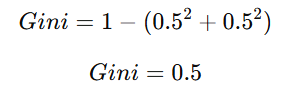 Gini = 1 − (0.5² + 0.5²)
Gini = 0.5